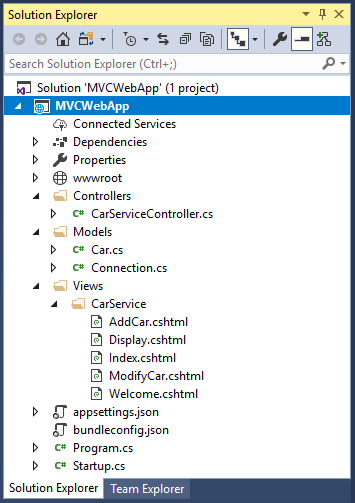 Solution Explorer
Search Solution Explorer (Ctrl+;)
Solution 'MVCWebApp' (1 project)
MVCWebApp
Connected Services
Dependencies
Properties
wwwroot
Controllers
C# CarServiceController.cs
Models
C# Car.cs
C# Connection.cs
Views
CarService
AddCar.cshtml
Display.cshtml
Index.cshtml
ModifyCar.cshtml
Welcome.cshtml
appsettings.json
bundleconfig.json
C# Program.cs
C# Startup.cs
Solution Explorer Team Explorer